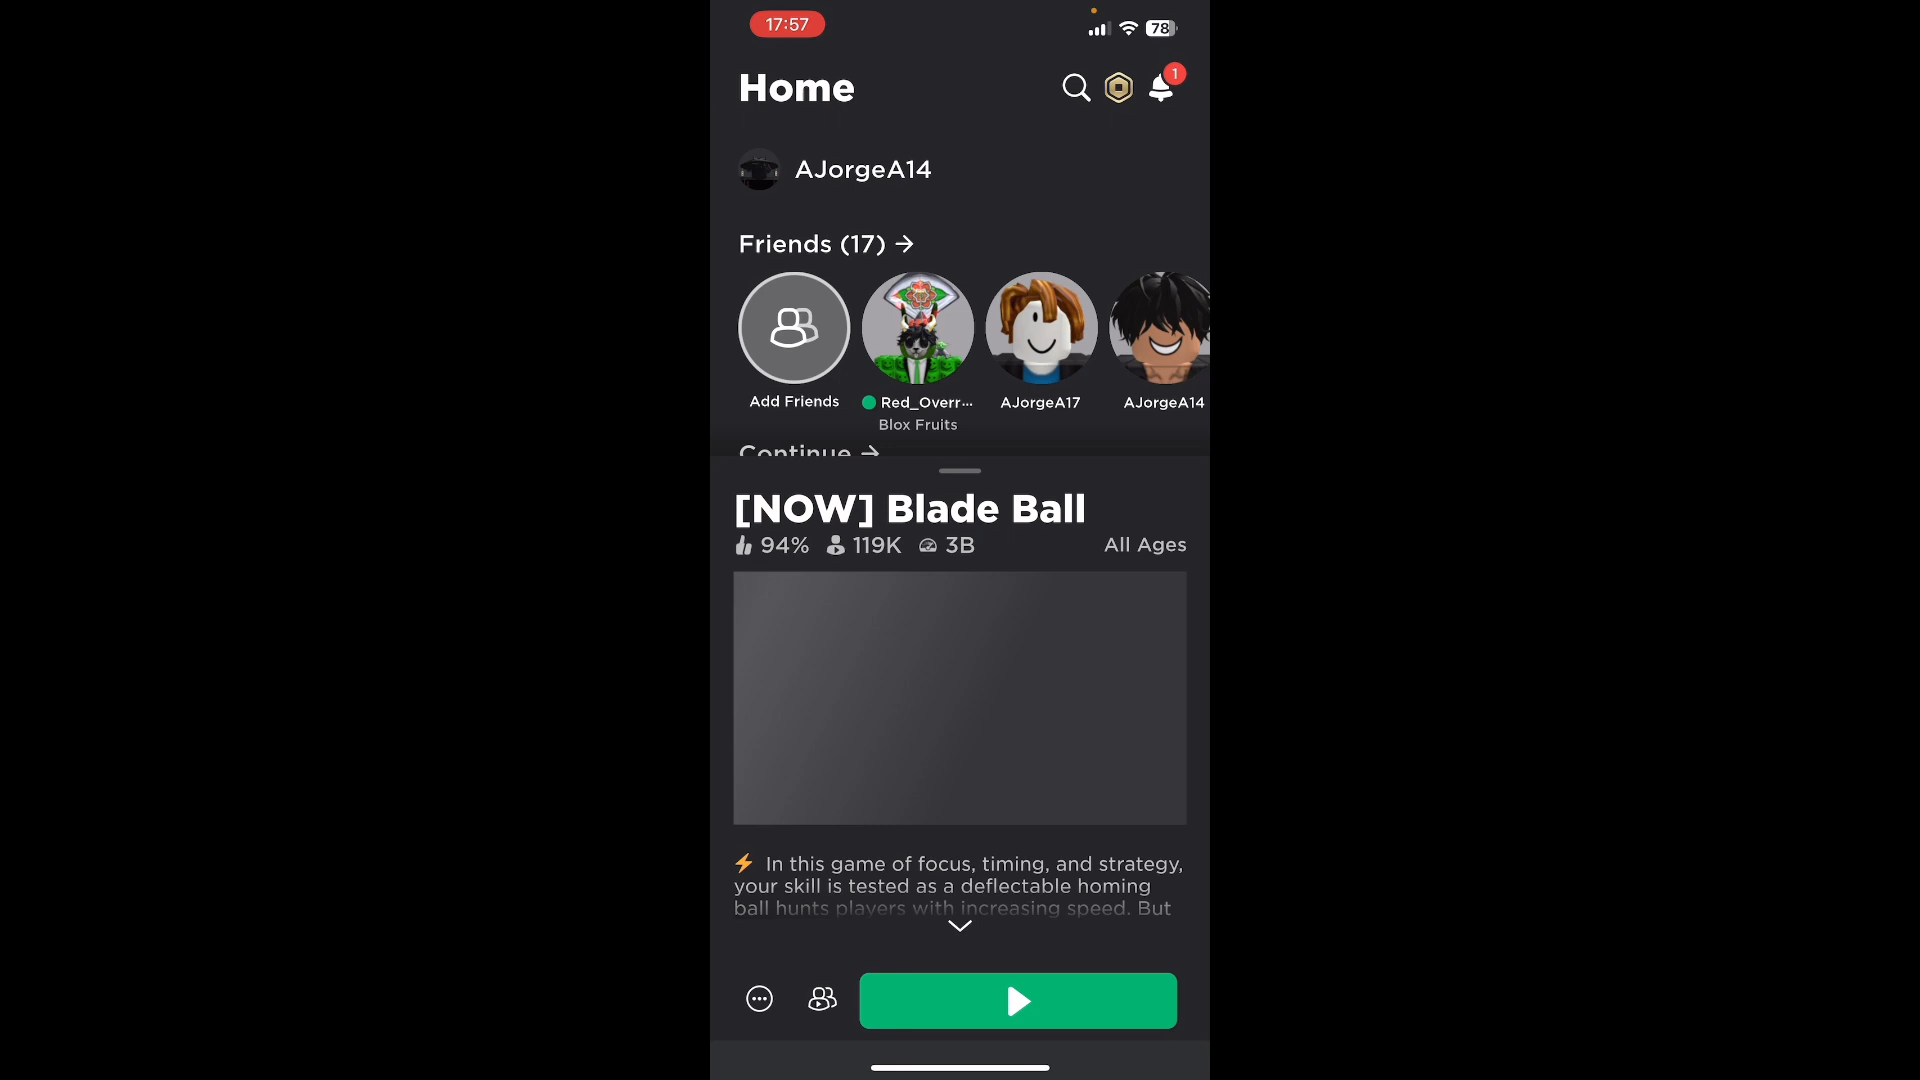 17:57
78
Home
1
AJorgeA14
Friends (17) →
Add Friends
Red_Overr...
AJorgeA17
AJorgeA14
Blox Fruits
Continue →
[NOW] Blade Ball
94% 119K 3B All Ages
⚡ In this game of focus, timing, and strategy,
your skill is tested as a deflectable homing
ball hunts players with increasing speed. But